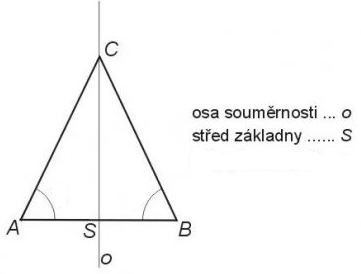 C
osa souměrnosti ... o
střed základny ...... S
A S B
o